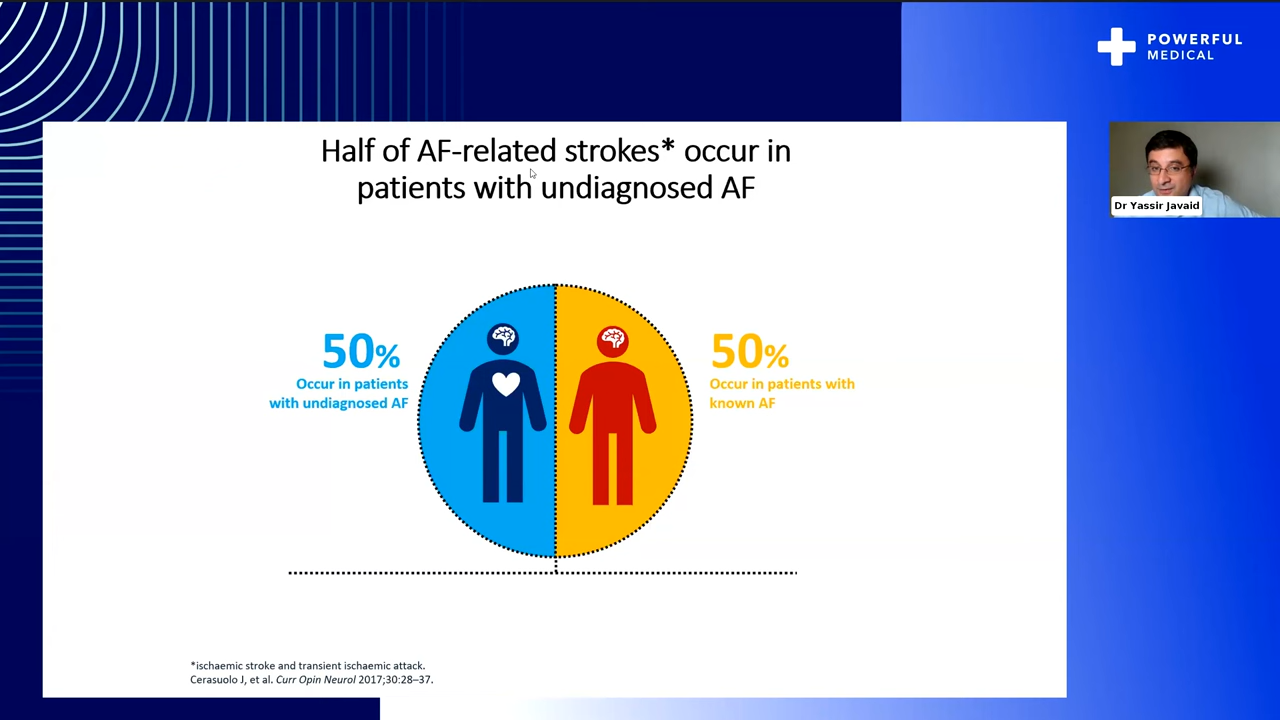 POWERFUL
MEDICAL
Half of AF-related strokes* occur in
patients with undiagnosed AF
Dr Yassir Javaid
50%
Occur in patients
with undiagnosed AF
50%
Occur in patients with
known AF
*ischaemic stroke and transient ischaemic attack.
Cerasuolo J, et al. Curr Opin Neurol 2017;30:28–37.